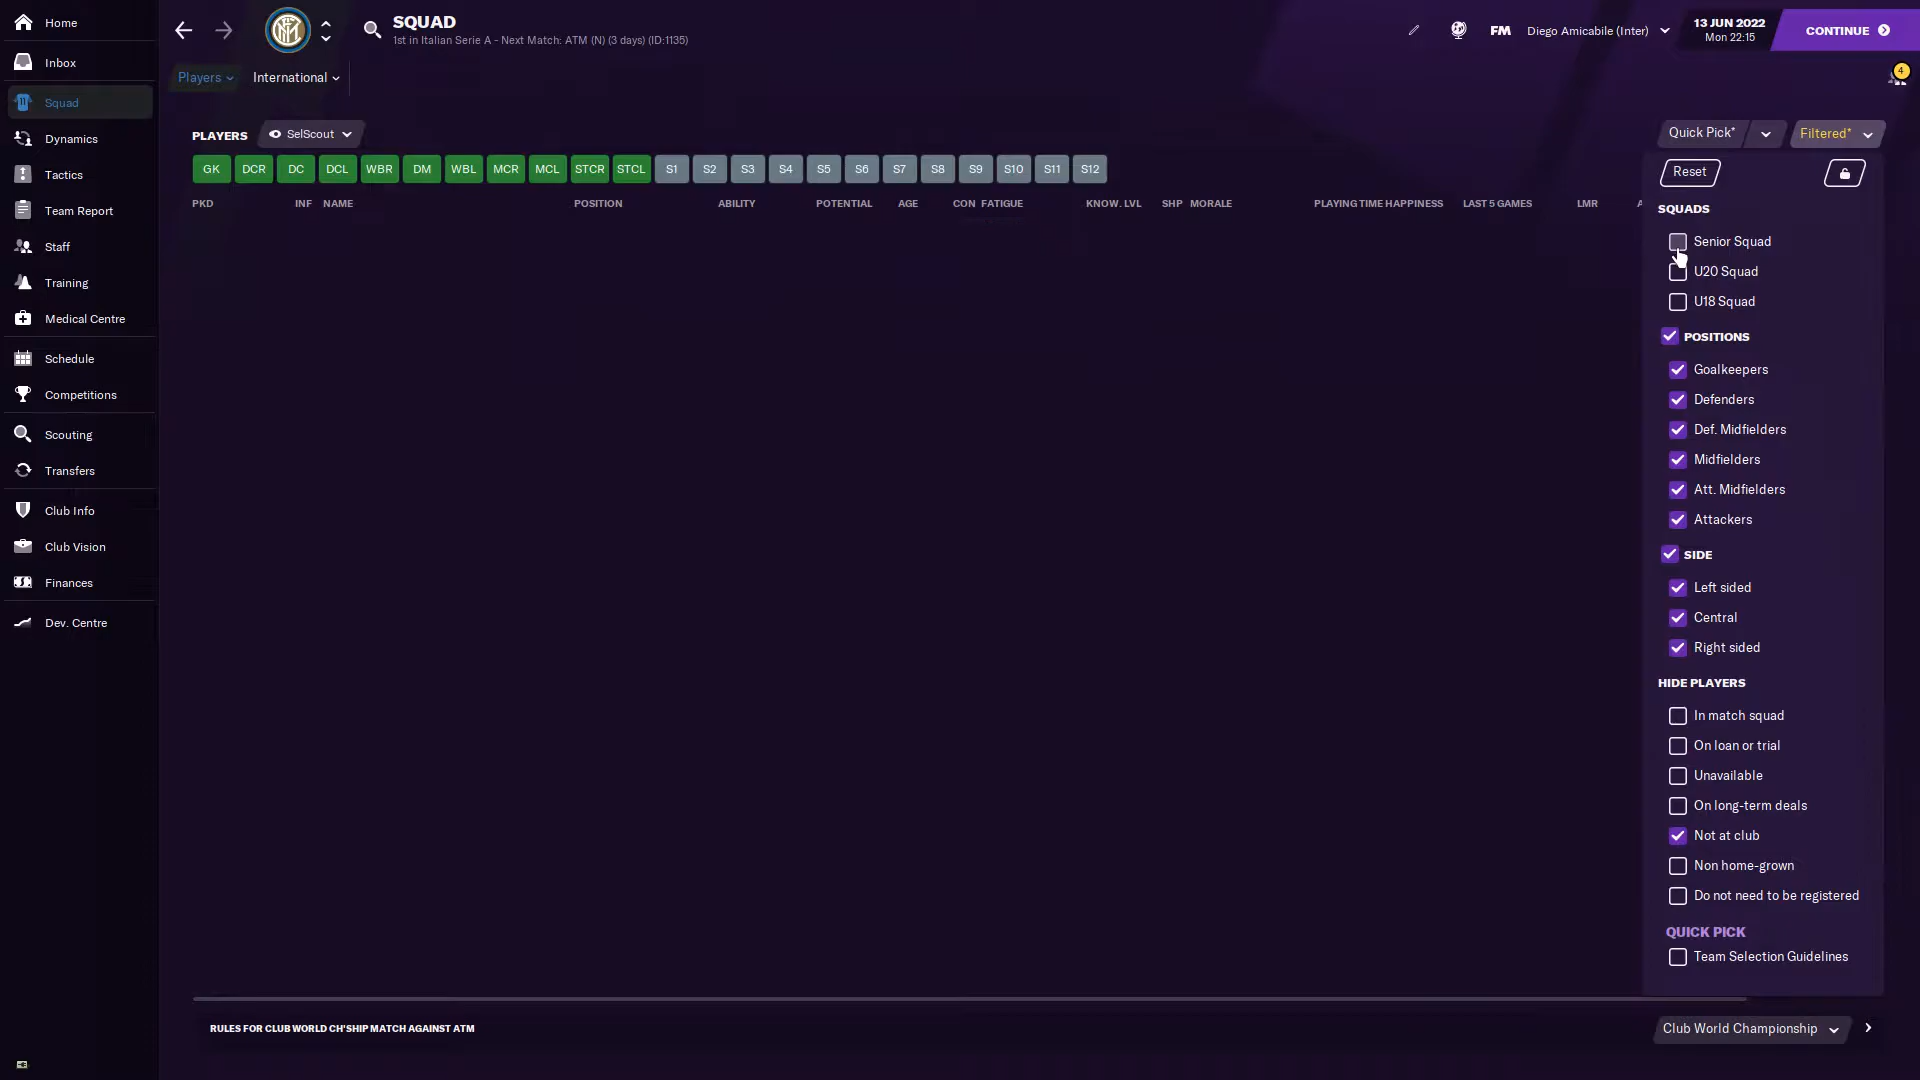 Home
Inbox
Squad
Dynamics
Tactics
Team Report
Staff
Training
Medical Centre
Schedule
Competitions
Scouting
Transfers
Club Info
Club Vision
Finances
Dev. Centre
SQUAD
1st in Italian Serie A - Next Match: ATM (N) (3 days) (ID:1135)
FM
Diego Amicabile (Inter)
13 JUN 2022
Mon 22:15
CONTINUE
4
Players
International
PLAYERS
SelScout
Quick Pick*
Filtered*
GK DCR DC DCL WBR DM WBL MCR MCL STCR STCL S1 S2 S3 S4 S5 S6 S7 S8 S9 S10 S11 S12
PKD INF NAME POSITION ABILITY POTENTIAL AGE CON FATIGUE KNOW. LVL SHP MORALE PLAYING TIME HAPPINESS LAST 5 GAMES LMR A
Reset
SQUADS
Senior Squad
U20 Squad
U18 Squad
POSITIONS
Goalkeepers
Defenders
Def. Midfielders
Midfielders
Att. Midfielders
Attackers
SIDE
Left sided
Central
Right sided
HIDE PLAYERS
In match squad
On loan or trial
Unavailable
On long-term deals
Not at club
Non home-grown
Do not need to be registered
QUICK PICK
Team Selection Guidelines
RULES FOR CLUB WORLD CH'SHIP MATCH AGAINST ATM
Club World Championship